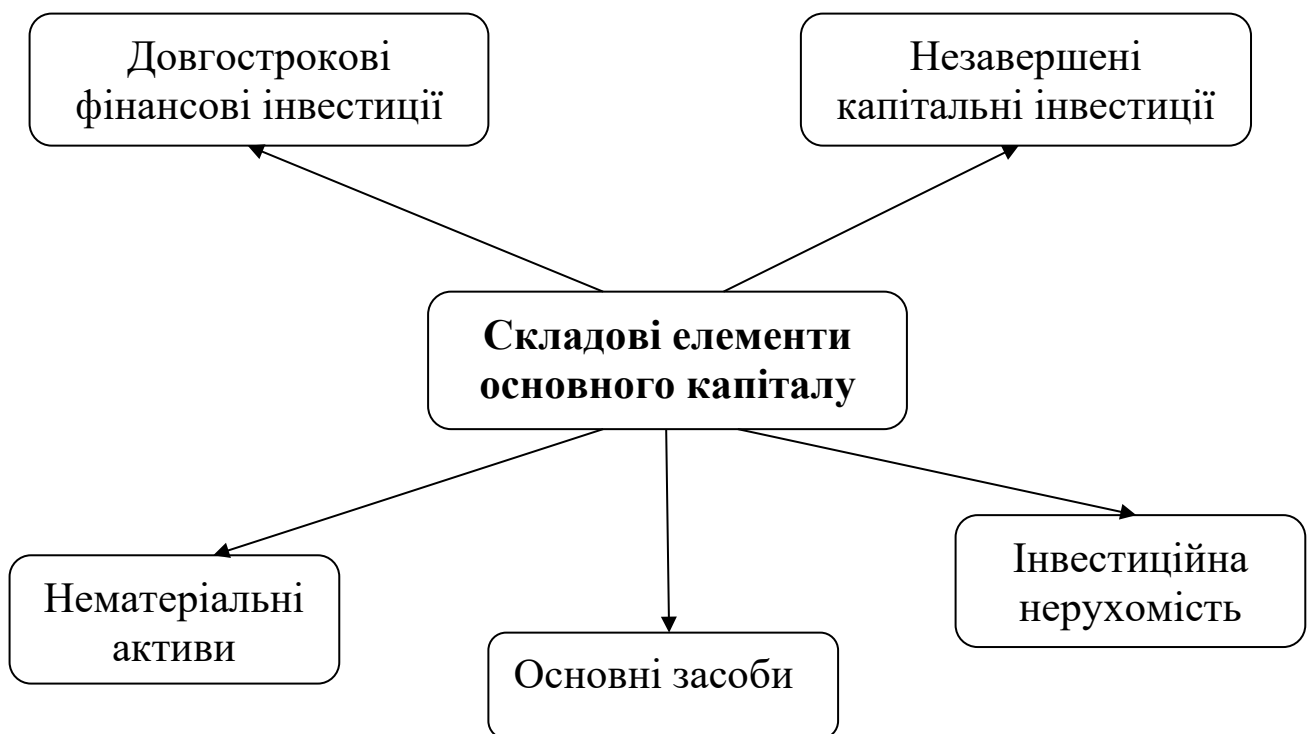 Довгострокові
фінансові інвестиції
Незавершені
капітальні інвестиції
Складові елементи
основного капіталу
Нематеріальні
активи
Основні засоби
Інвестиційна
нерухомість